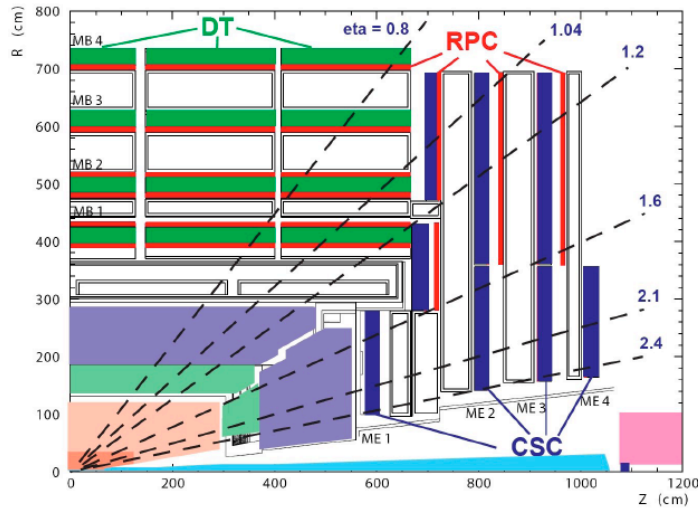 R (cm)
800
700
600
500
400
300
200
100
0
MB 4
MB 3
MB 2
MB 1
DT
eta = 0.8
1.04
1.2
RPC
1.6
2.1
2.4
ME 1
ME 2
ME 3
ME 4
CSC
0
200
400
600
800
1000
1200
Z (cm)